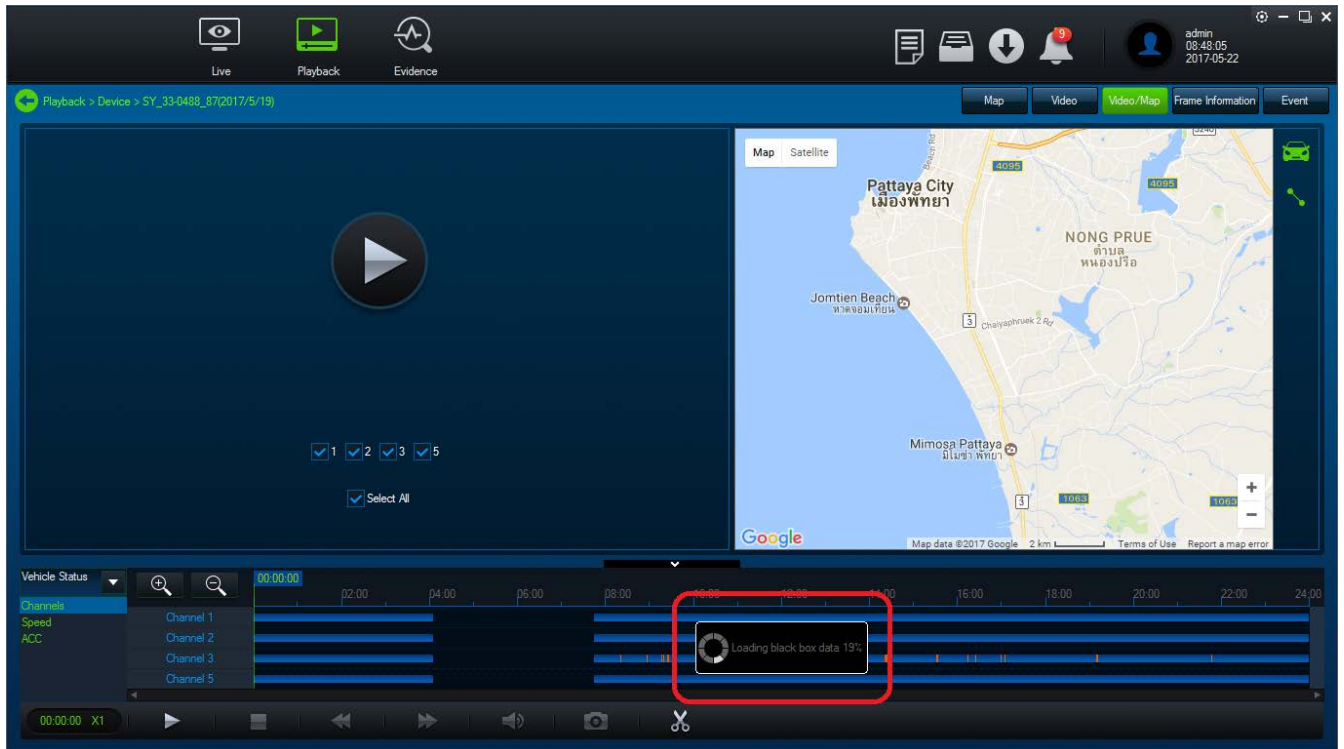 Live
Playback
Evidence
9
admin
08:48:05
2017-05-22
Playback > Device > SY_33-0488_87(2017/5/19)
Map
Video
Video/Map
Frame Information
Event
Map Satellite
3240
Beach Rd
4095
Pattaya City
เมืองพัทยา
4095
NONG PRUE
ตำบล
หนองปรือ
Jomtien Beach
หาดจอมเทียน
3
Chaiyaphruek 2 Rd
Mimosa Pattaya
มิโมซ่า พัทยา
3
1063
1063
+
−
Google
Map data ©2017 Google 2 km Terms of Use Report a map error
1 2 3 5
Select All
Vehicle Status
Channels
Speed
ACC
00:00:00
02:00 04:00 06:00 08:00 10:00 12:00 14:00 16:00 18:00 20:00 22:00 24:00
Channel 1
Channel 2
Channel 3
Channel 5
Loading black box data 19%
00:00:00 X1